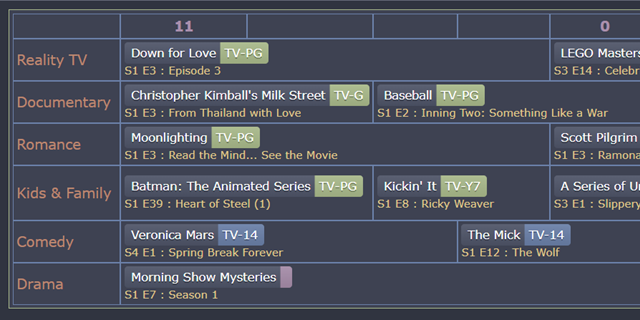 11 0
Reality TV
Down for Love TV-PG
S1 E3 : Episode 3
LEGO Masters
S3 E14 : Celebr
Documentary
Christopher Kimball's Milk Street TV-G
S1 E3 : From Thailand with Love
Baseball TV-PG
S1 E2 : Inning Two: Something Like a War
Romance
Moonlighting TV-PG
S1 E3 : Read the Mind... See the Movie
Scott Pilgrim
S1 E3 : Ramona
Kids & Family
Batman: The Animated Series TV-PG
S1 E39 : Heart of Steel (1)
Kickin' It TV-Y7
S1 E8 : Ricky Weaver
A Series of Un
S3 E1 : Slippery
Comedy
Veronica Mars TV-14
S4 E1 : Spring Break Forever
The Mick TV-14
S1 E12 : The Wolf
Drama
Morning Show Mysteries
S1 E7 : Season 1